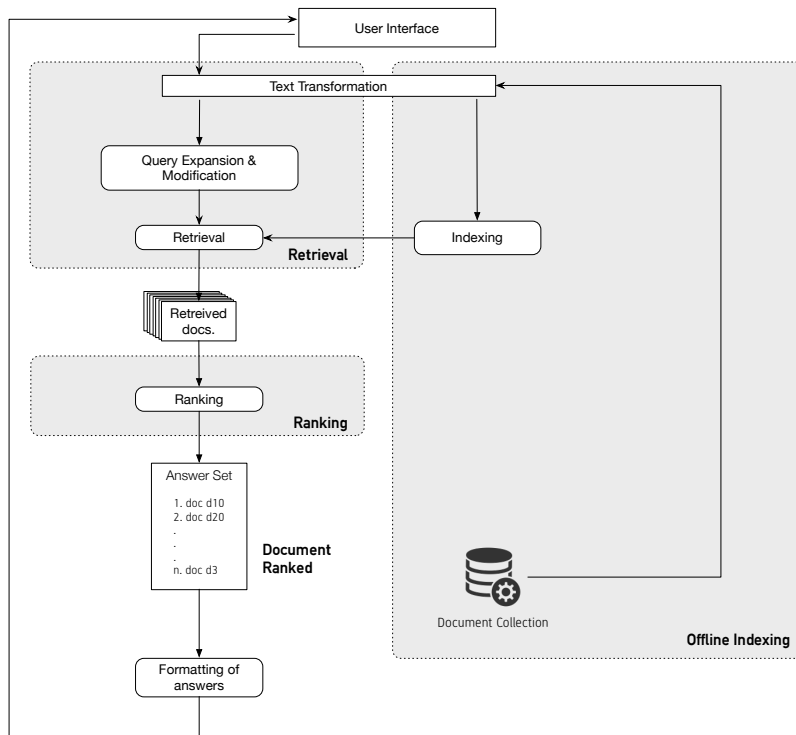 User Interface
Text Transformation
Query Expansion &
Modification
Retrieval
Indexing
Retrieval
Retreived
docs.
Ranking
Ranking
Answer Set
1. doc d10
2. doc d20
.
.
.
n. doc d3
Document
Ranked
Document Collection
Offline Indexing
Formatting of
answers